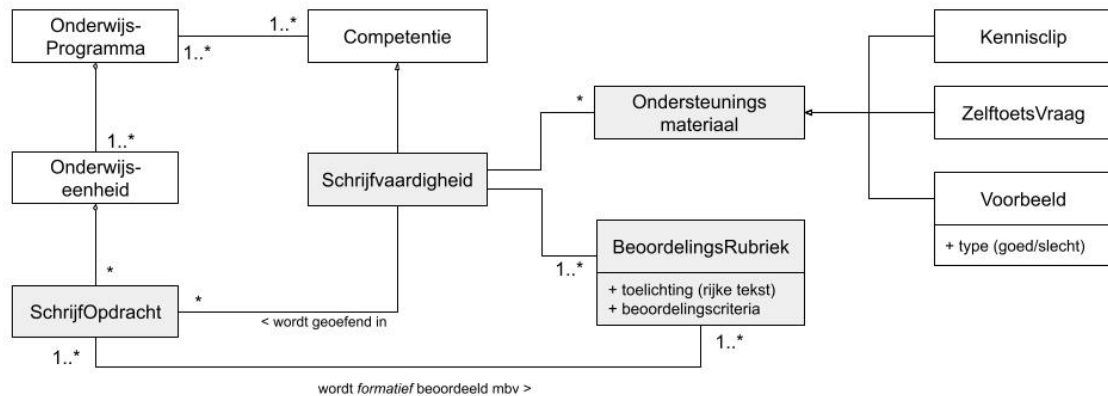 Onderwijs-
Programma
1..*
1..*
Competentie
Kennisclip
*
Ondersteunings
materiaal
ZelftoetsVraag
1..*
Onderwijs-
eenheid
Schrijfvaardigheid
Voorbeeld
+ type (goed/slecht)
BeoordelingsRubriek
1..*
+ toelichting (rijke tekst)
+ beoordelingscriteria
*
SchrijfOpdracht
*
< wordt geoefend in
1..*
1..*
wordt formatief beoordeeld mbv >